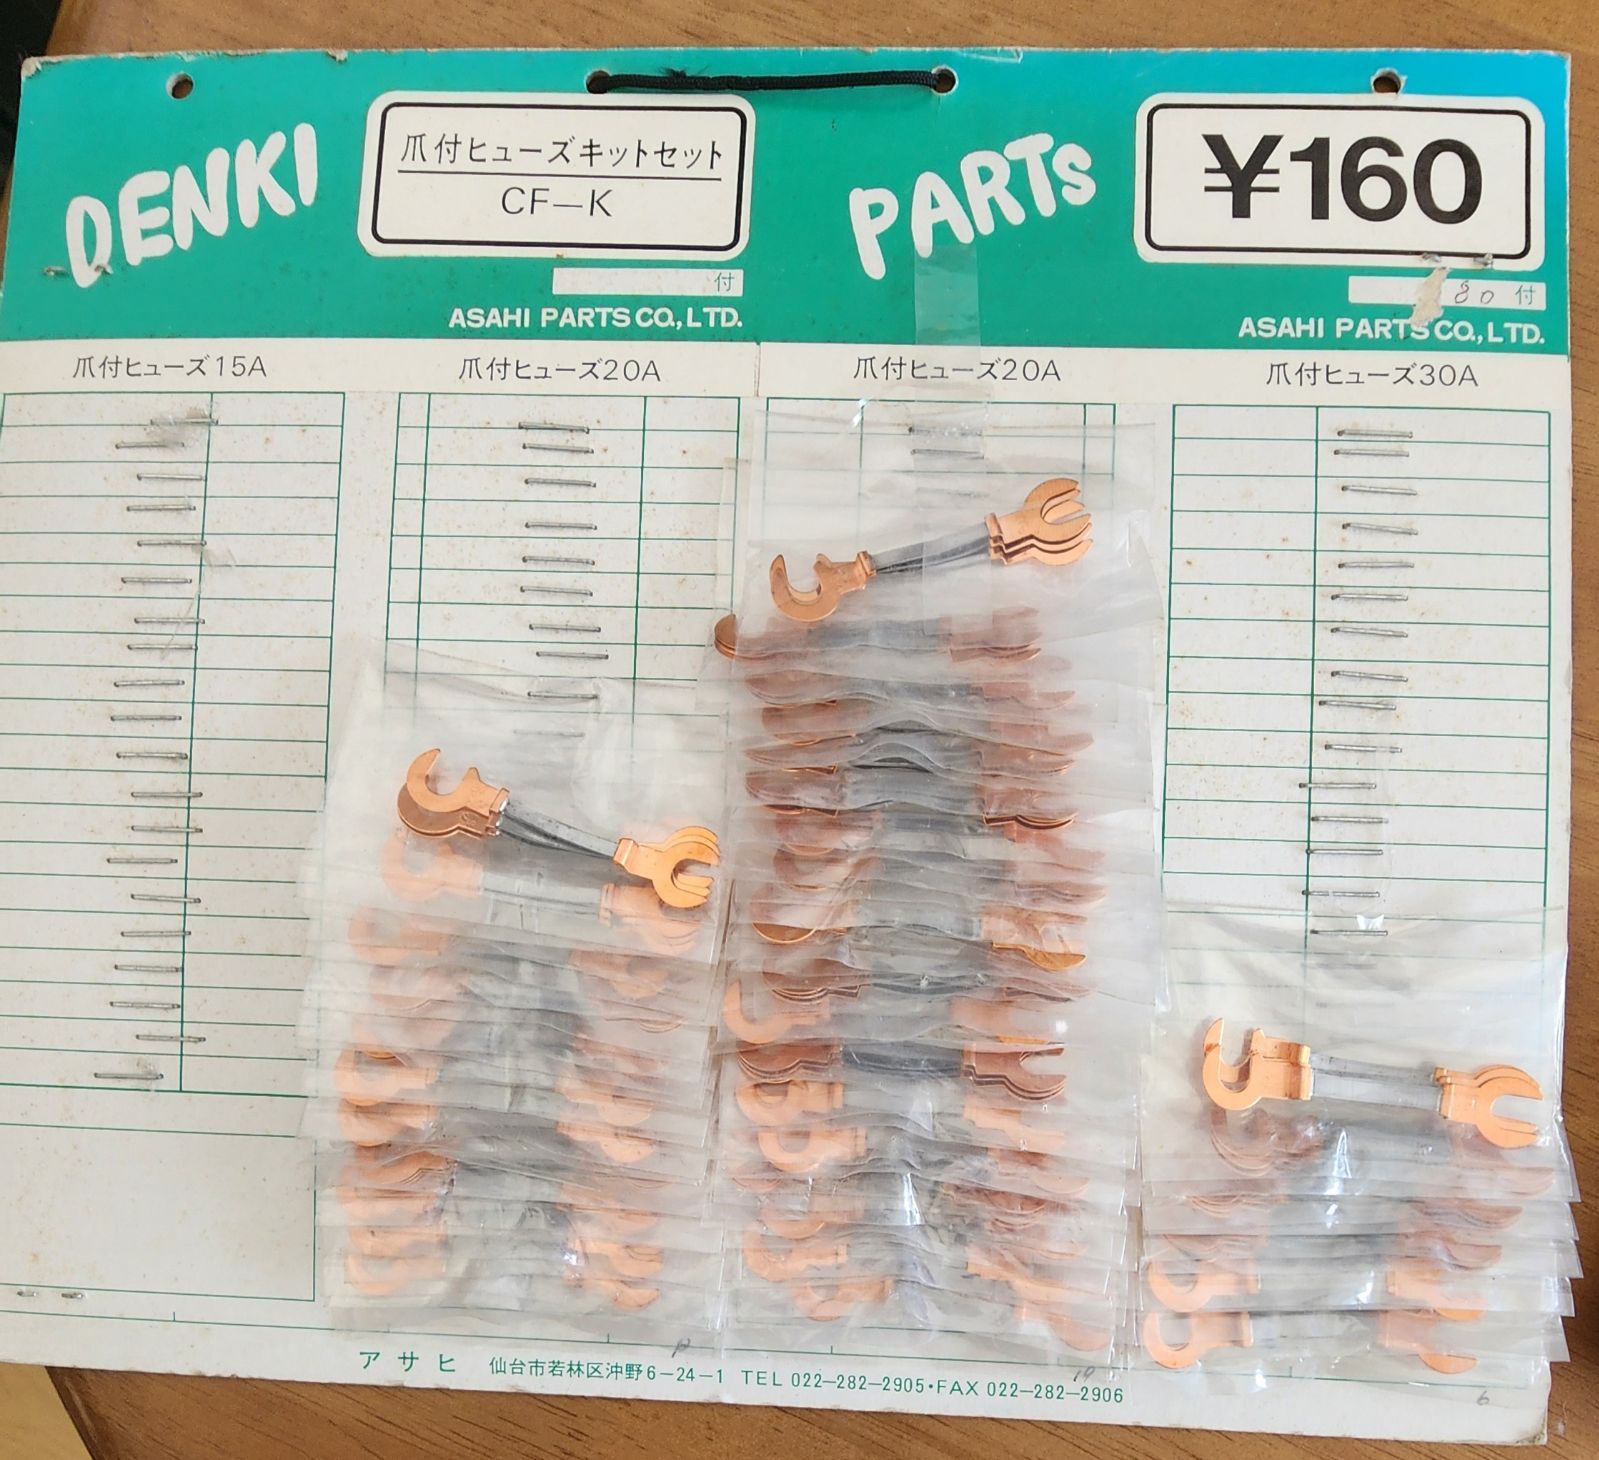 DENKI
爪付ヒューズキットセット
CF—K
付
ASAHI PARTS CO.,LTD.
PARTS
¥160
80付
ASAHI PARTS CO.,LTD.
爪付ヒューズ15A
爪付ヒューズ20A
爪付ヒューズ20A
爪付ヒューズ30A
19
6
アサヒ 仙台市若林区沖野6-24-1 TEL 022-282-2905・FAX 022-282-2906